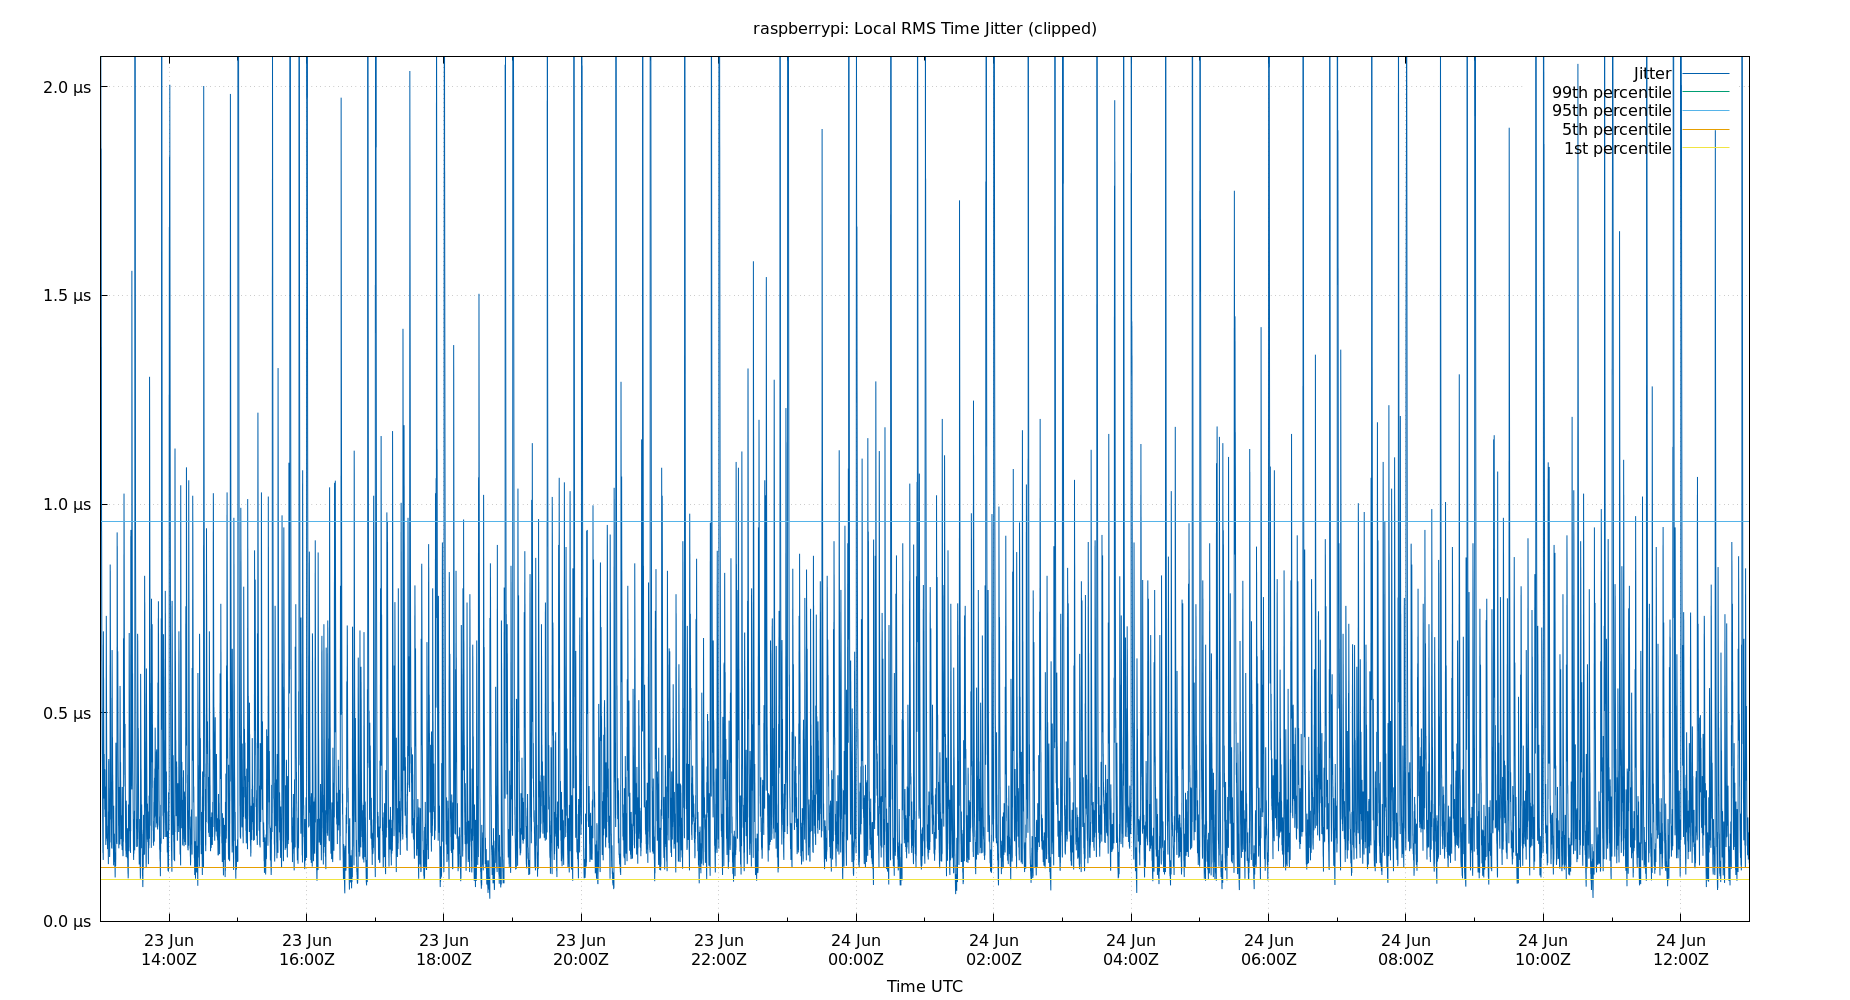 raspberrypi: Local RMS Time Jitter (clipped)
Jitter
99th percentile
95th percentile
5th percentile
1st percentile
2.0 µs
1.5 µs
1.0 µs
0.5 µs
0.0 µs
23 Jun 23 Jun 23 Jun 23 Jun 23 Jun 24 Jun 24 Jun 24 Jun 24 Jun 24 Jun 24 Jun 24 Jun
14:00Z 16:00Z 18:00Z 20:00Z 22:00Z 00:00Z 02:00Z 04:00Z 06:00Z 08:00Z 10:00Z 12:00Z
Time UTC